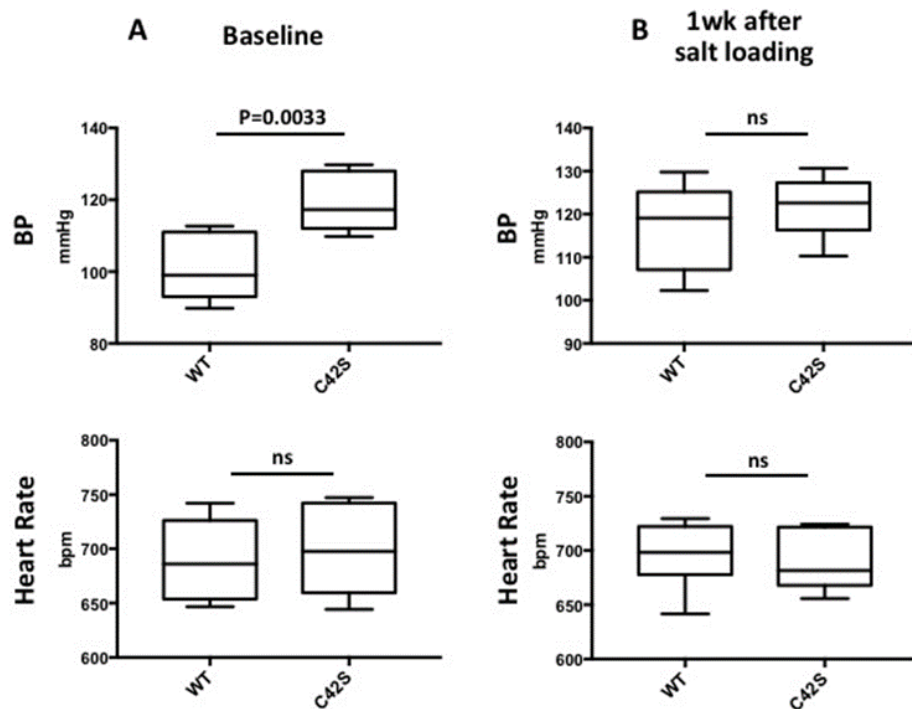 A
Baseline
P=0.0033
BP
mmHg
140
120
100
80
WT
C42S
B
1wk after
salt loading
ns
BP
mmHg
140
130
120
110
100
90
WT
C42S
ns
Heart Rate
bpm
800
750
700
650
600
WT
C42S
ns
Heart Rate
bpm
800
750
700
650
600
WT
C42S